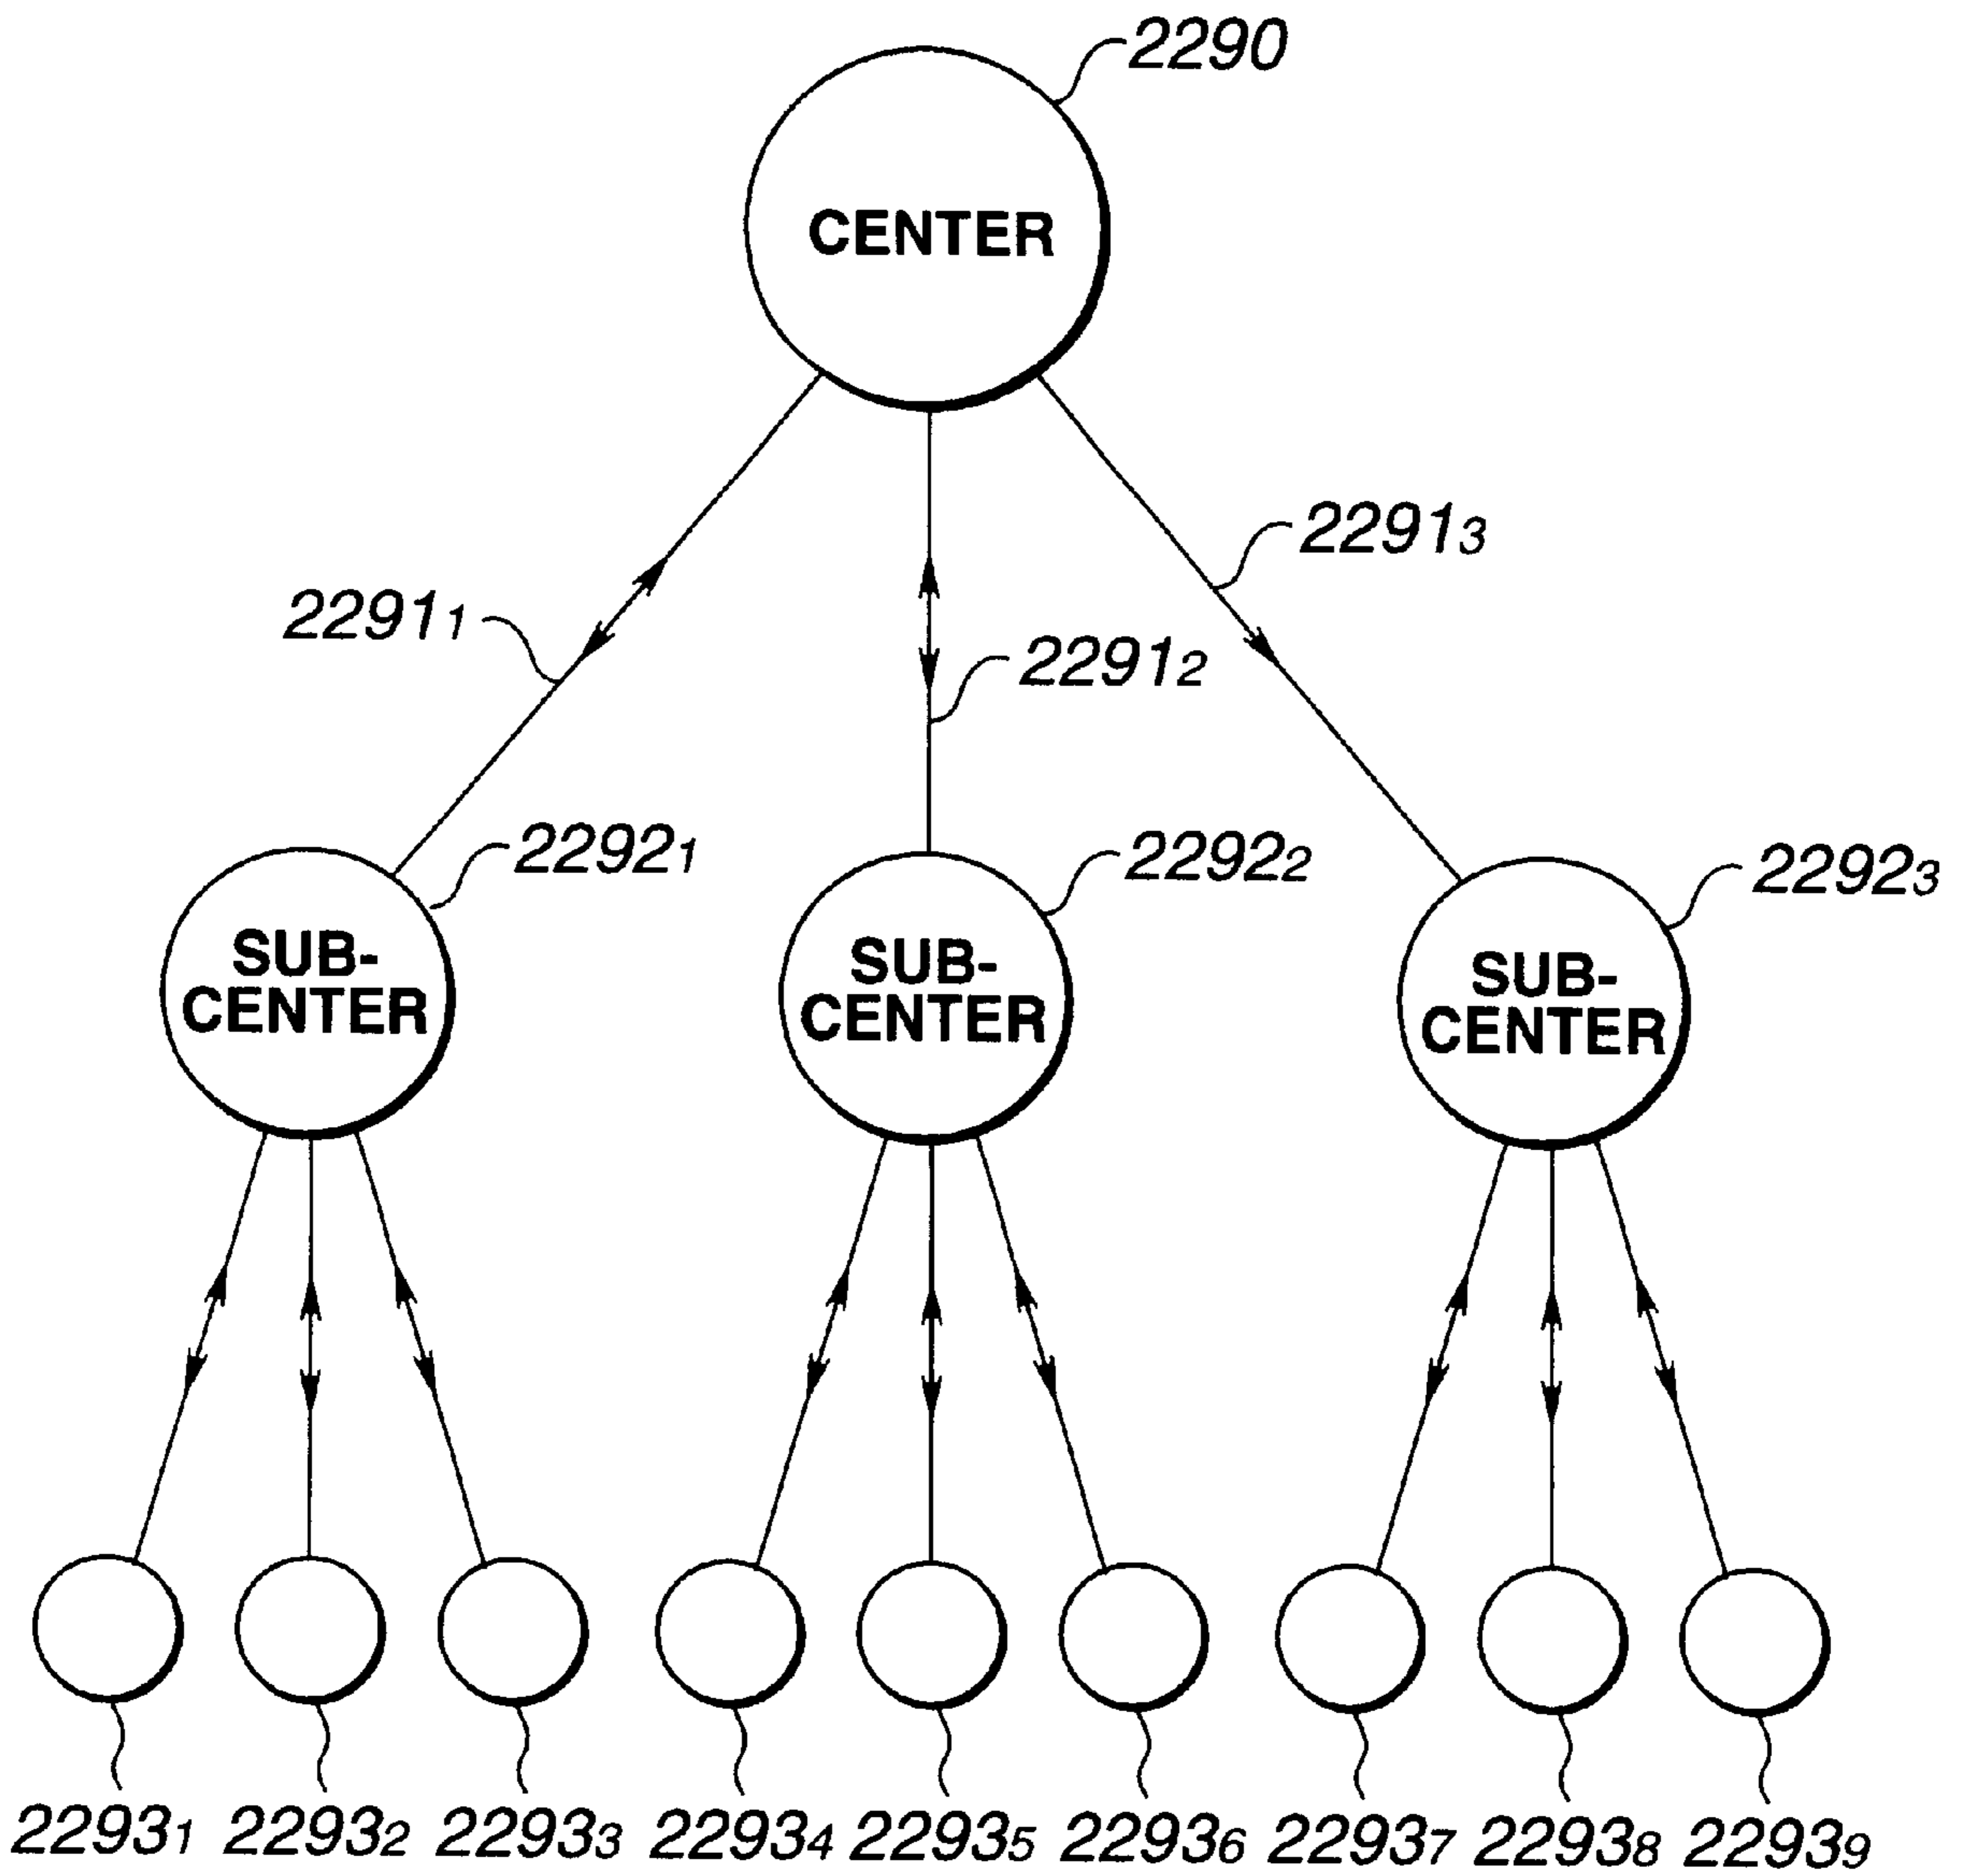 2290
CENTER
2291₃
2291₁
2291₂
2292₁
2292₂
2292₃
SUB-
CENTER
SUB-
CENTER
SUB-
CENTER
2293₁ 2293₂ 2293₃ 2293₄ 2293₅ 2293₆ 2293₇ 2293₈ 2293₉